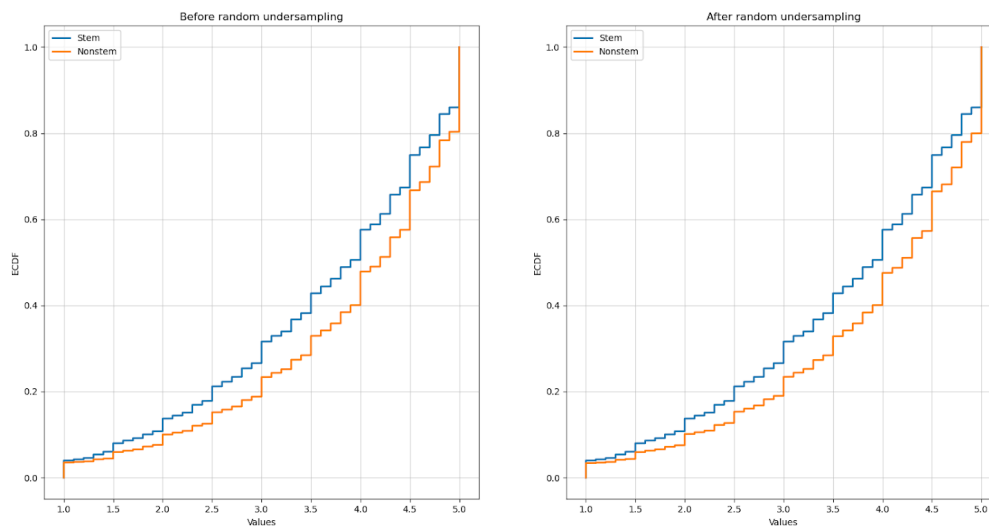 Before random undersampling
Stem
Nonstem
ECDF
1.0
0.8
0.6
0.4
0.2
0.0
1.0 1.5 2.0 2.5 3.0 3.5 4.0 4.5 5.0
Values
After random undersampling
Stem
Nonstem
ECDF
1.0
0.8
0.6
0.4
0.2
0.0
1.0 1.5 2.0 2.5 3.0 3.5 4.0 4.5 5.0
Values